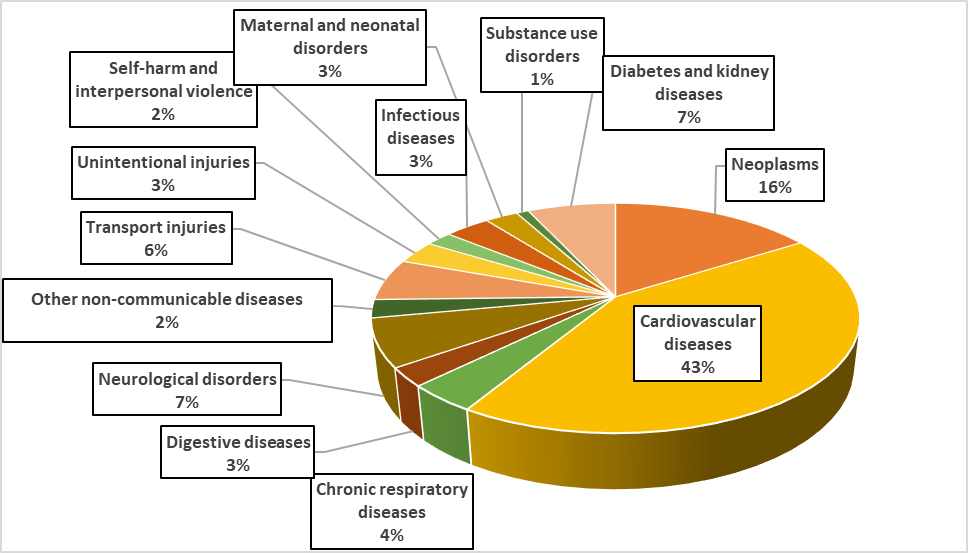 Maternal and neonatal
disorders
3%
Substance use
disorders
1%
Diabetes and kidney
diseases
7%
Self-harm and
interpersonal violence
2%
Infectious
diseases
3%
Neoplasms
16%
Unintentional injuries
3%
Transport injuries
6%
Other non-communicable diseases
2%
Cardiovascular
diseases
43%
Neurological disorders
7%
Digestive diseases
3%
Chronic respiratory
diseases
4%